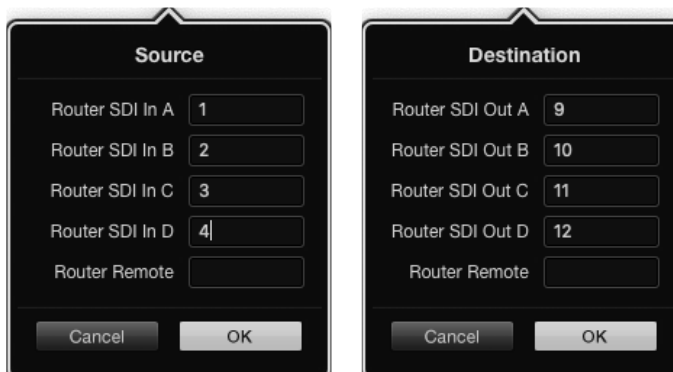 Source
Router SDI In A 1
Router SDI In B 2
Router SDI In C 3
Router SDI In D 4
Router Remote
Cancel OK
Destination
Router SDI Out A 9
Router SDI Out B 10
Router SDI Out C 11
Router SDI Out D 12
Router Remote
Cancel OK